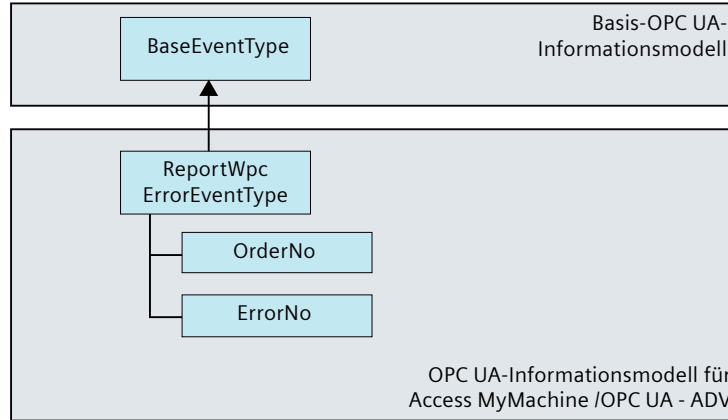 Basis-OPC UA-
Informationsmodell
BaseEventType
ReportWpc
ErrorEventType
OrderNo
ErrorNo
OPC UA-Informationsmodell für
Access MyMachine /OPC UA - ADV